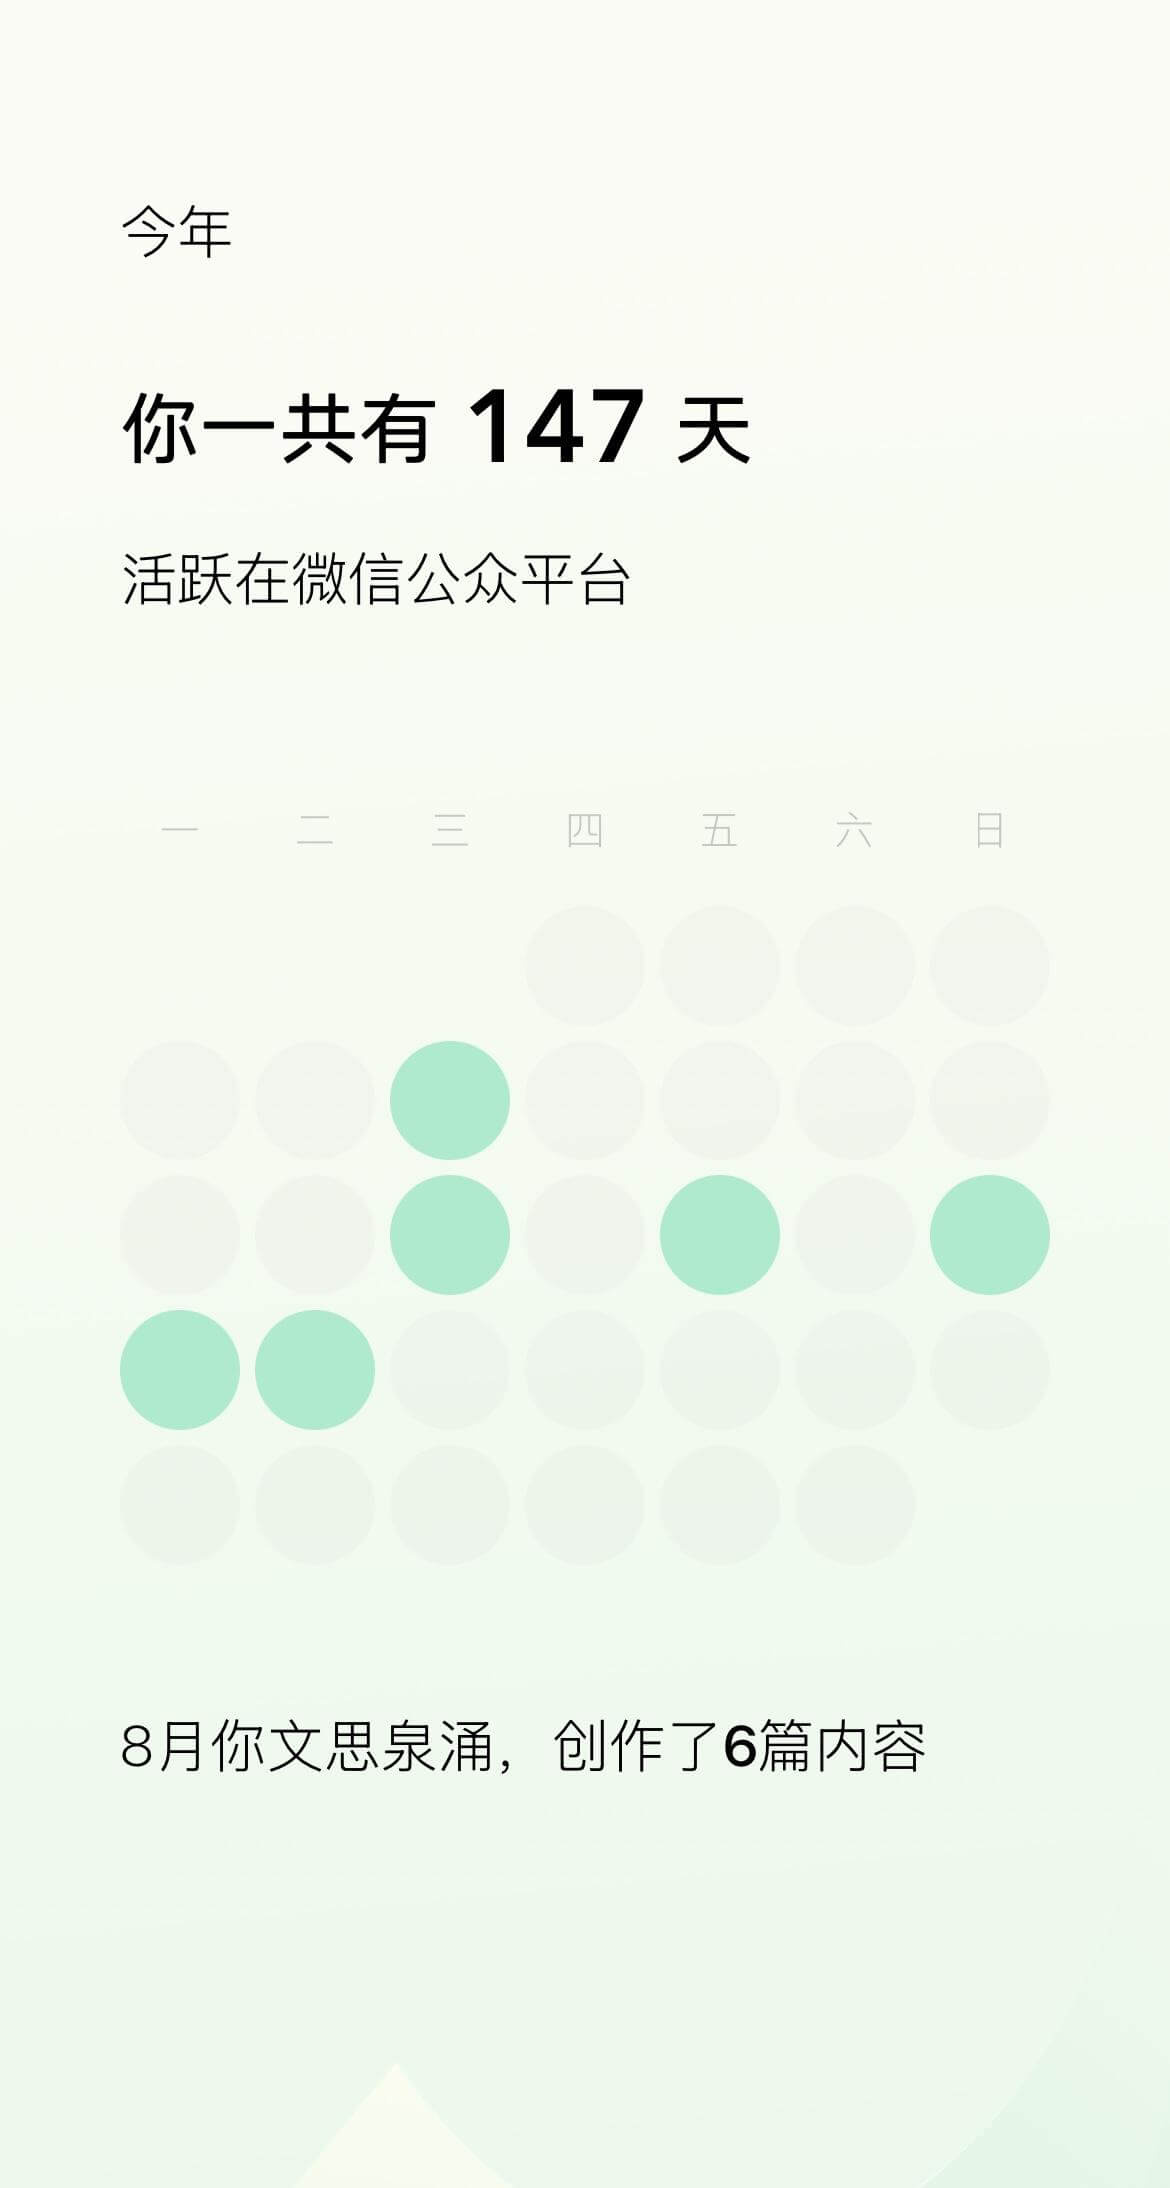 今年
你一共有 147 天
活跃在微信公众平台
一 二 三 四 五 六 日
8月你文思泉涌，创作了6篇内容